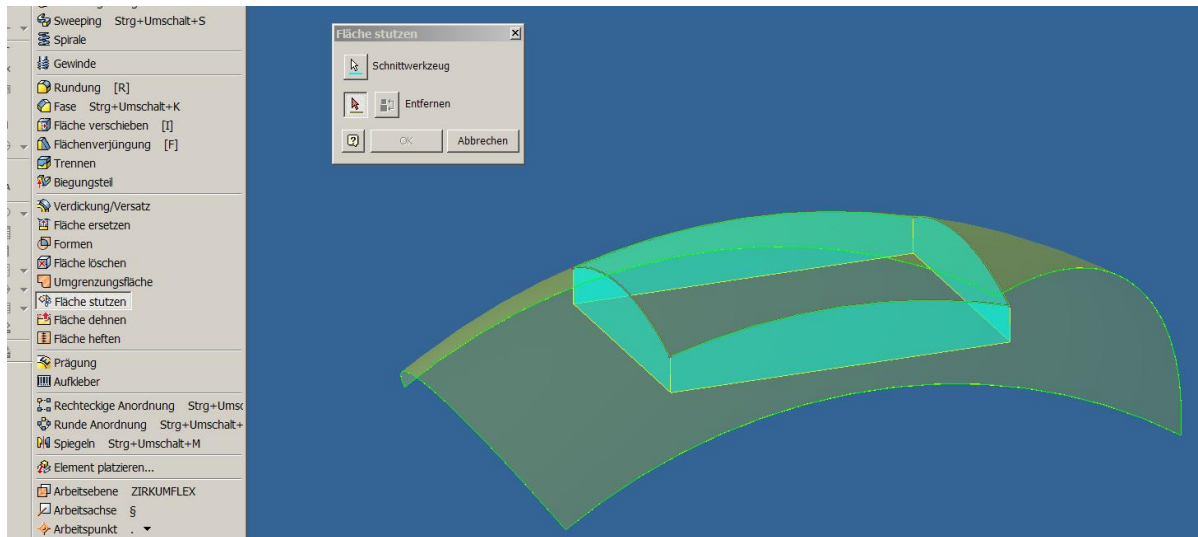 Sweeping Strg+Umschalt+S
Spirale
Gewinde
Rundung [R]
Fase Strg+Umschalt+K
Fläche verschieben [I]
Flächenverjüngung [F]
Trennen
Biegungsteil
Verdickung/Versatz
Fläche ersetzen
Formen
Fläche löschen
Umgrenzungsfläche
Fläche stutzen
Fläche dehnen
Fläche heften
Prägung
Aufkleber
Rechteckige Anordnung Strg+Umsc
Runde Anordnung Strg+Umschalt+
Spiegeln Strg+Umschalt+M
Element platzieren...
Arbeitsebene ZIRKUMFLEX
Arbeitsachse §
Arbeitspunkt .
Fläche stutzen
Schnittwerkzeug
Entfernen
OK Abbrechen